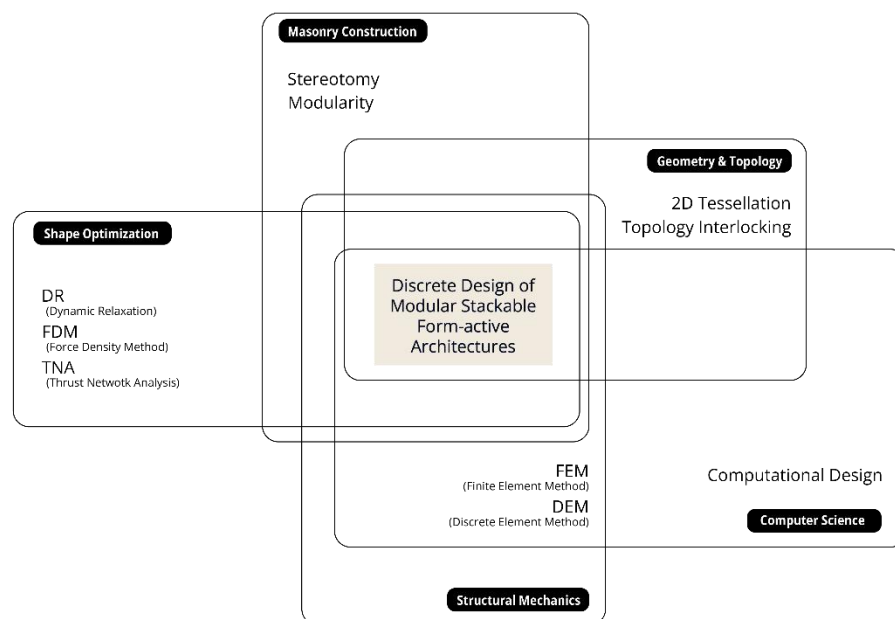 Masonry Construction
Stereotomy
Modularity
Geometry & Topology
2D Tessellation
Topology Interlocking
Shape Optimization
DR
(Dynamic Relaxation)
FDM
(Force Density Method)
TNA
(Thrust Netwotk Analysis)
Discrete Design of
Modular Stackable
Form-active
Architectures
FEM
(Finite Element Method)
DEM
(Discrete Element Method)
Computational Design
Computer Science
Structural Mechanics